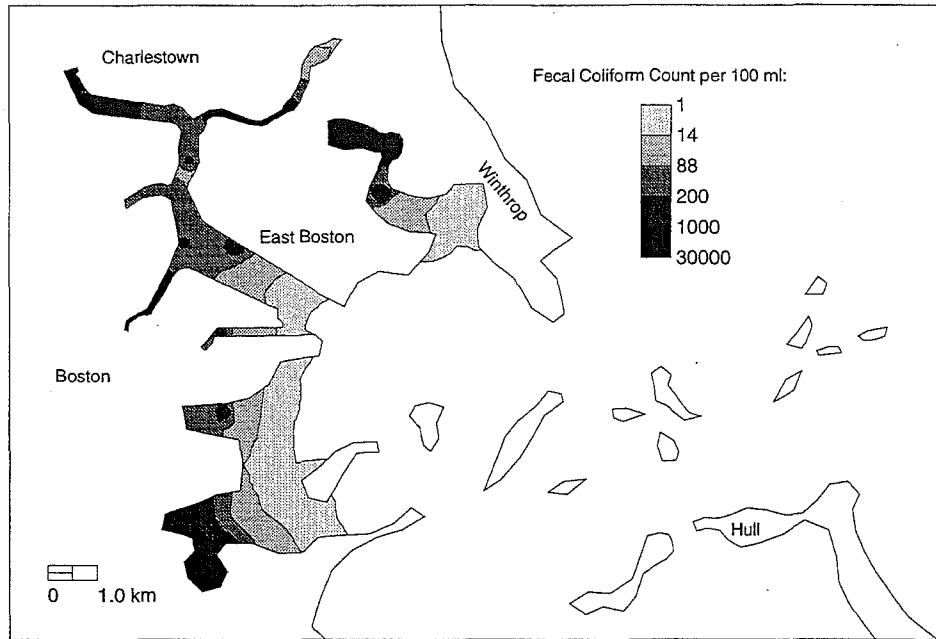 Charlestown
Fecal Coliform Count per 100 ml:
1
14
88
200
1000
30000
Winthrop
East Boston
Boston
Hull
0 1.0 km